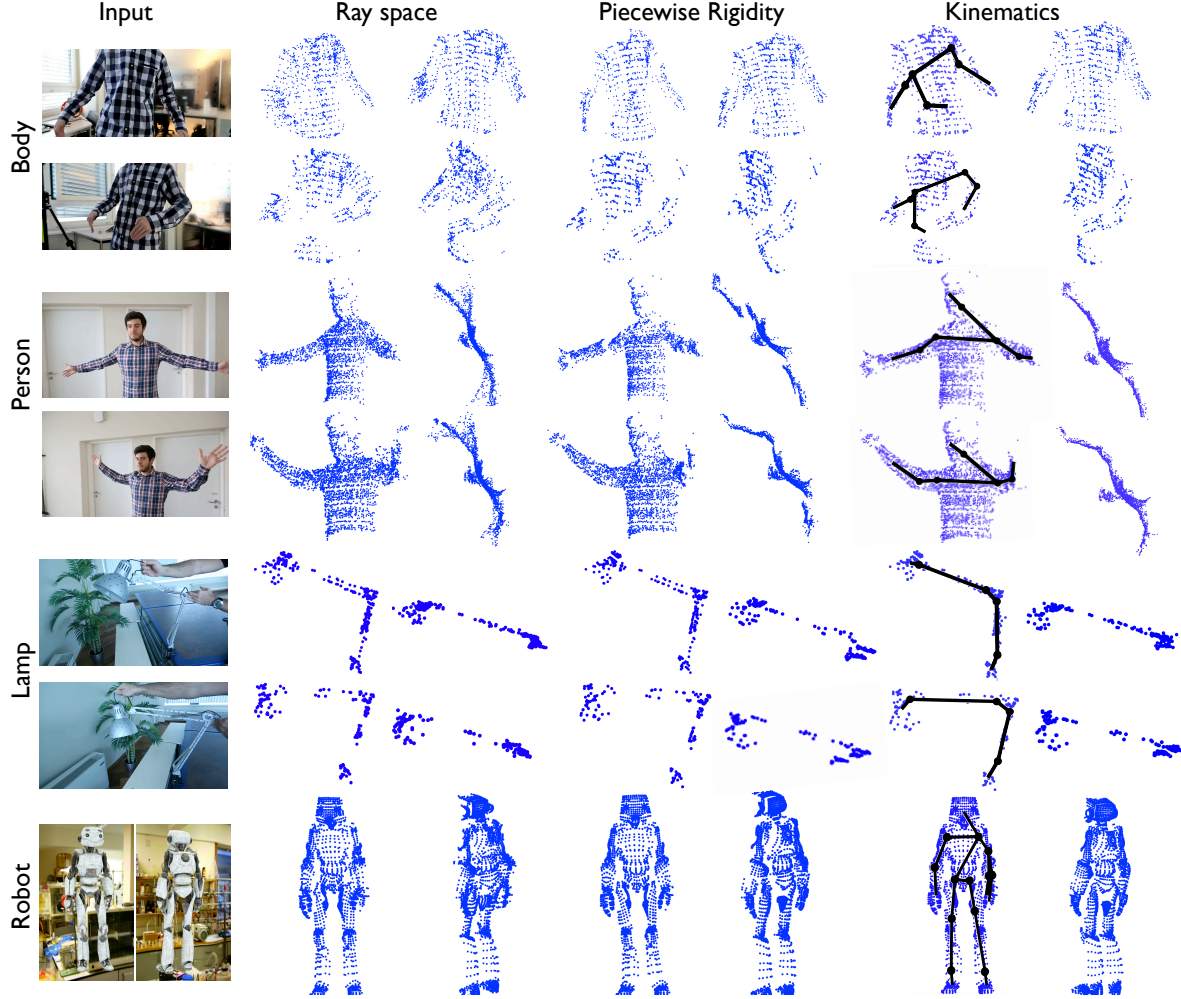 Input Ray space Piecewise Rigidity Kinematics
Body
Person
Lamp
Robot